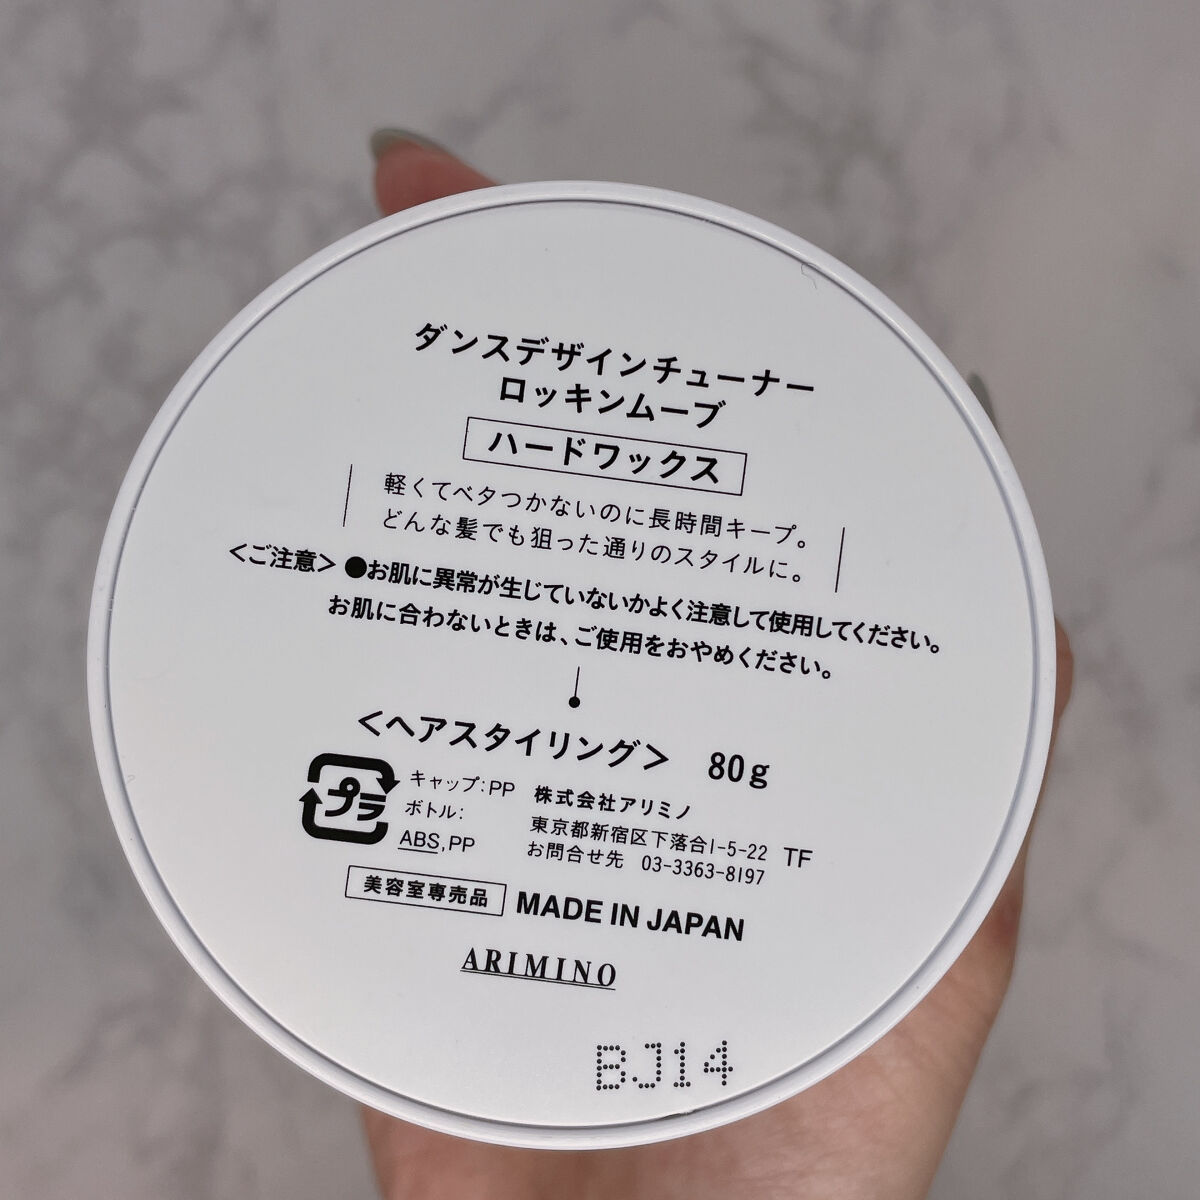 ダンスデザインチューナー
ロッキンムーブ
ハードワックス
軽くてベタつかないのに長時間キープ。
どんな髪でも狙った通りのスタイルに。
<ご注意> ●お肌に異常が生じていないかよく注意して使用してください。
お肌に合わないときは、ご使用をおやめください。
<ヘアスタイリング> 80g
プラ
キャップ:PP
ボトル:
ABS,PP
株式会社アリミノ
東京都新宿区下落合1-5-22 TF
お問合せ先 03-3363-8197
美容室専売品 MADE IN JAPAN
ARIMINO
BJ14